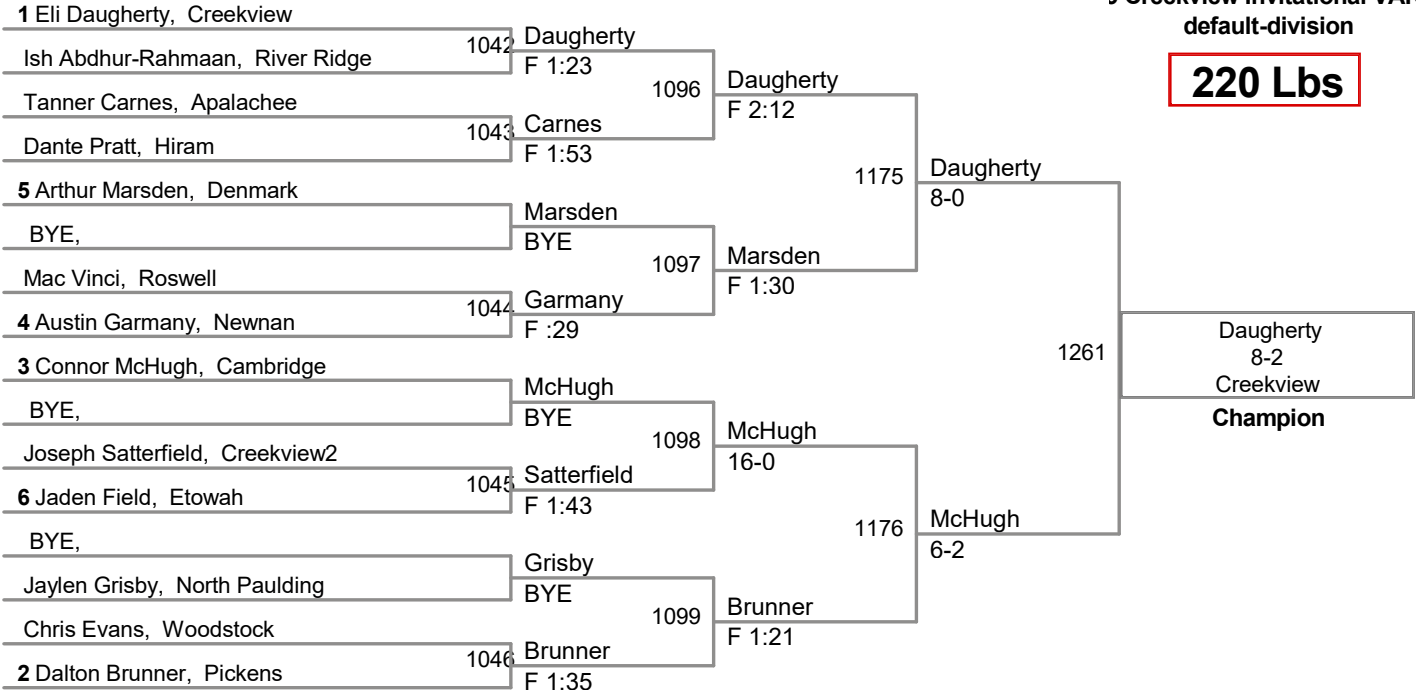 1 Eli Daugherty, Creekview
Ish Abdhur-Rahmaan, River Ridge
Tanner Carnes, Apalachee
Dante Pratt, Hiram
5 Arthur Marsden, Denmark
BYE,
Mac Vinci, Roswell
4 Austin Garmany, Newnan
3 Connor McHugh, Cambridge
BYE,
Joseph Satterfield, Creekview2
6 Jaden Field, Etowah
BYE,
Jaylen Grisby, North Paulding
Chris Evans, Woodstock
2 Dalton Brunner, Pickens
1042
1043
1044
1045
1046
Daugherty
F 1:23
Carnes
F 1:53
Marsden
BYE
Garmany
F :29
McHugh
BYE
Satterfield
F 1:43
Grisby
BYE
Brunner
F 1:35
1096
1097
1098
1099
Daugherty
F 2:12
Marsden
F 1:30
McHugh
16-0
Brunner
F 1:21
1175
1176
Daugherty
8-0
McHugh
6-2
1261
Creekview Invitational
default-division
220 Lbs
Daugherty
8-2
Creekview
Champion